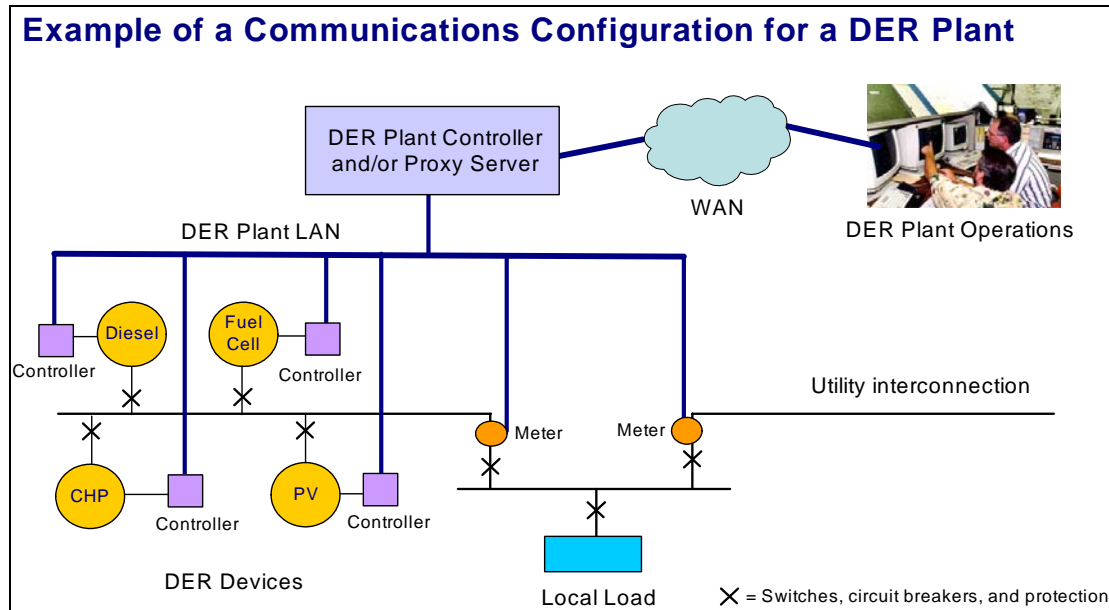 Example of a Communications Configuration for a DER Plant
DER Plant Controller
and/or Proxy Server
WAN
DER Plant Operations
DER Plant LAN
Diesel
Fuel
Cell
Controller
Controller
Utility interconnection
Meter
Meter
CHP
PV
Controller
Controller
DER Devices
Local Load
= Switches, circuit breakers, and protection